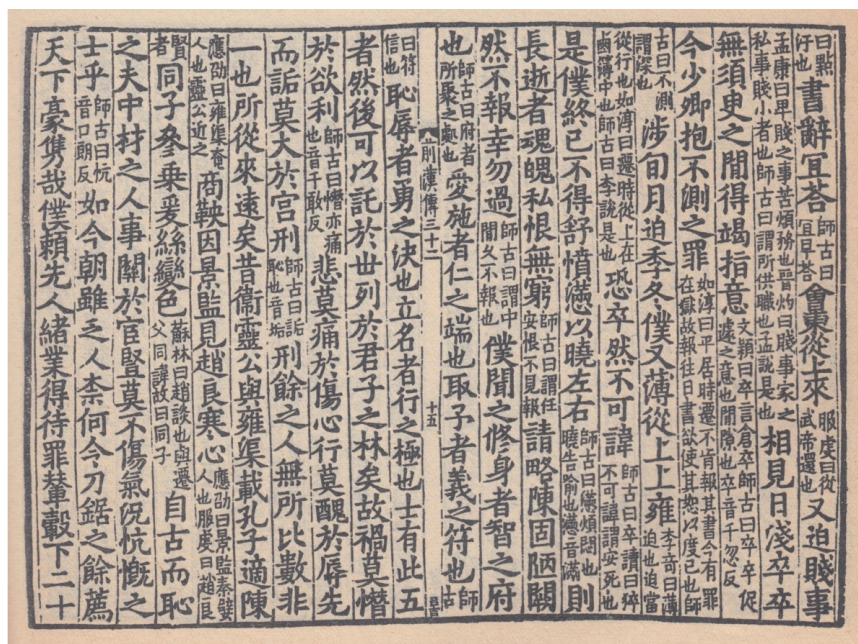 曰點汙也書辭冝荅師古曰冝早荅會東從上來服虔曰從武帝還也又迫賤事
孟康曰卑賤之事苦煩務也晉灼曰賤事家之私事賤小者也師古曰謂所供職也孟說是也相見日淺卒卒
無須臾之閒得竭指意文穎曰卒言倉卒師古曰卒卒促遽之意也閒隙也卒音千忽反
今少卿抱不測之罪如淳曰平居時遷不肯報其書今有罪在獄故報往日書欲使其恕以度己也師
古曰不測謂深也涉旬月迫季冬僕又薄從上上雍李奇曰薄迫也迫當
從行也如淳曰遷時從上在鹵簿中也師古曰李說是也恐卒然不可諱師古曰卒讀曰猝不可諱謂安死也
是僕終已不得舒憤懣以曉左右師古曰懣煩悶也曉告喻也懣音滿則
長逝者魂魄私恨無窮師古曰謂任安恨不見報請略陳固陋闕
然不報幸勿過師古曰謂中閒久不報也僕聞之修身者智之府
也師古曰府者所聚之處也愛施者仁之端也取予者義之符也師古
前漢傳三十二 十五
曰符信也恥辱者勇之決也立名者行之極也士有此五
者然後可以託於世列於君子之林矣故禍莫憯
於欲利師古曰憯亦痛也音千敢反悲莫痛於傷心行莫醜於辱先
而詬莫大於宮刑師古曰詬恥也音垢刑餘之人無所比數非
一也所從來遠矣昔衞靈公與雍渠載孔子適陳
應劭曰雍渠奄人也靈公近之商鞅因景監見趙良寒心應劭曰景監秦嬖人也服虔曰趙良
賢者同子參乘爰絲變色蘇林曰趙談也與遷父同諱故曰同子自古而恥
之夫中材之人事關於宦豎莫不傷氣況忼慨之
士乎師古曰忼音口朗反如今朝雖乏人柰何令刀鋸之餘薦
天下豪雋哉僕賴先人緒業得待罪輦轂下二十